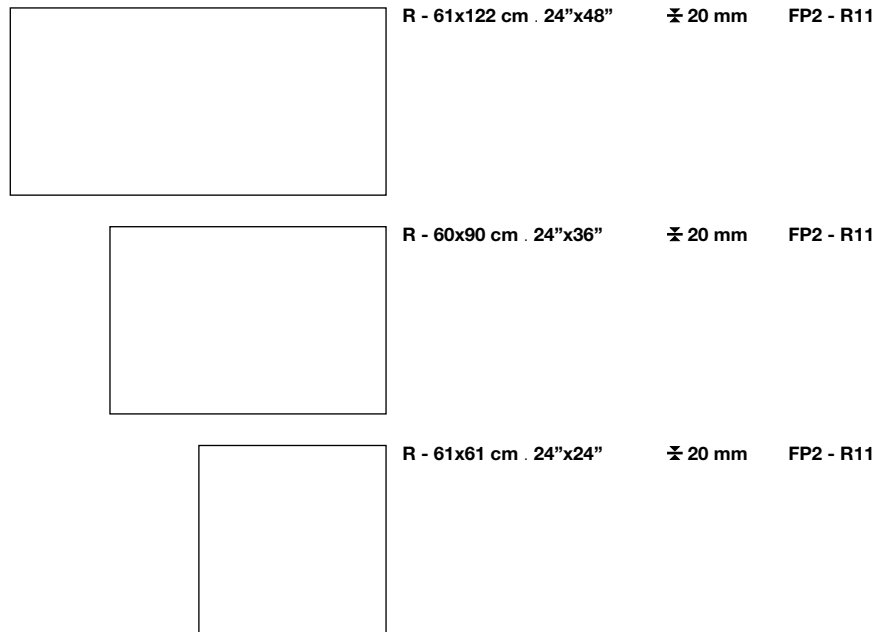 R - 61x122 cm . 24”x48” 20 mm FP2 - R11
R - 60x90 cm . 24”x36” 20 mm FP2 - R11
R - 61x61 cm . 24”x24” 20 mm FP2 - R11